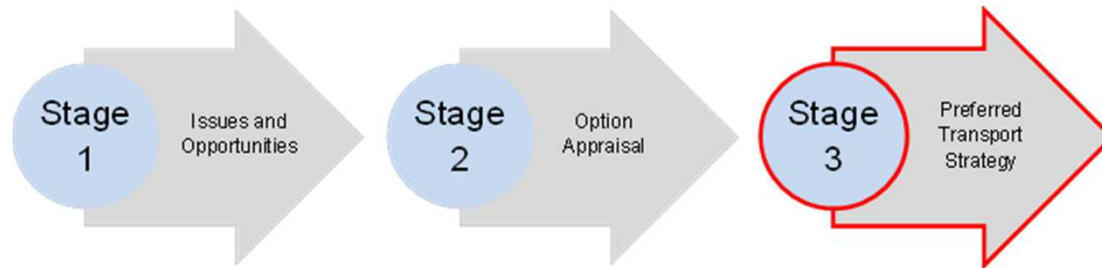 Stage
1
Issues and
Opportunities
Stage
2
Option
Appraisal
Stage
3
Preferred
Transport
Strategy